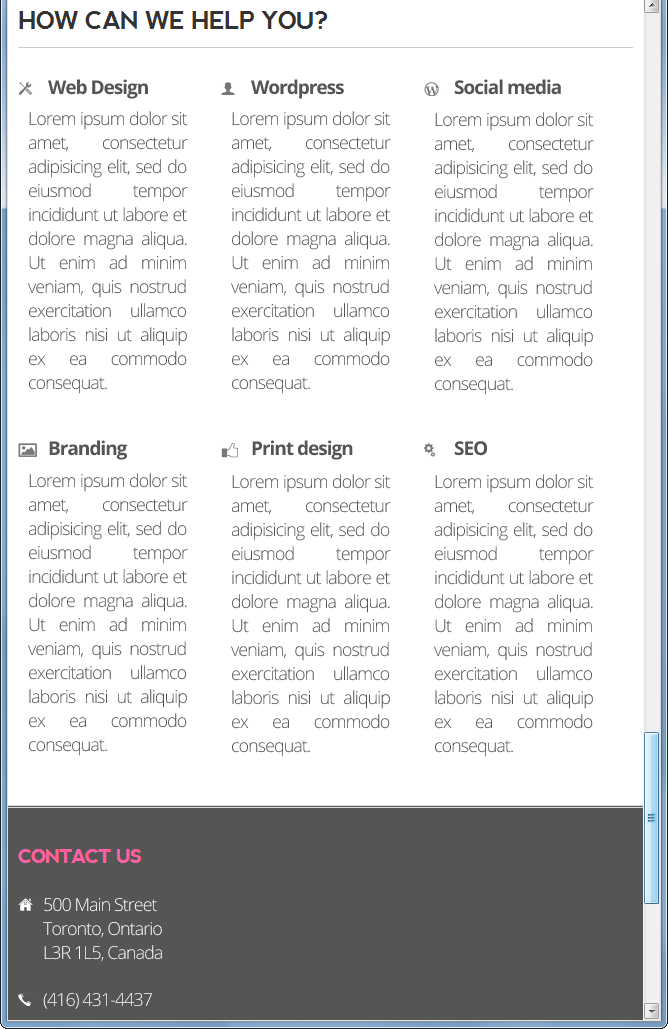 HOW CAN WE HELP YOU?
Web Design
Lorem ipsum dolor sit
amet, consectetur
adipisicing elit, sed do
eiusmod tempor
incididunt ut labore et
dolore magna aliqua.
Ut enim ad minim
veniam, quis nostrud
exercitation ullamco
laboris nisi ut aliquip
ex ea commodo
consequat.
Wordpress
Lorem ipsum dolor sit
amet, consectetur
adipisicing elit, sed do
eiusmod tempor
incididunt ut labore et
dolore magna aliqua.
Ut enim ad minim
veniam, quis nostrud
exercitation ullamco
laboris nisi ut aliquip
ex ea commodo
consequat.
Social media
Lorem ipsum dolor sit
amet, consectetur
adipisicing elit, sed do
eiusmod tempor
incididunt ut labore et
dolore magna aliqua.
Ut enim ad minim
veniam, quis nostrud
exercitation ullamco
laboris nisi ut aliquip
ex ea commodo
consequat.
Branding
Lorem ipsum dolor sit
amet, consectetur
adipisicing elit, sed do
eiusmod tempor
incididunt ut labore et
dolore magna aliqua.
Ut enim ad minim
veniam, quis nostrud
exercitation ullamco
laboris nisi ut aliquip
ex ea commodo
consequat.
Print design
Lorem ipsum dolor sit
amet, consectetur
adipisicing elit, sed do
eiusmod tempor
incididunt ut labore et
dolore magna aliqua.
Ut enim ad minim
veniam, quis nostrud
exercitation ullamco
laboris nisi ut aliquip
ex ea commodo
consequat.
SEO
Lorem ipsum dolor sit
amet, consectetur
adipisicing elit, sed do
eiusmod tempor
incididunt ut labore et
dolore magna aliqua.
Ut enim ad minim
veniam, quis nostrud
exercitation ullamco
laboris nisi ut aliquip
ex ea commodo
consequat.
CONTACT US
500 Main Street
Toronto, Ontario
L3R 1L5, Canada
(416) 431-4437